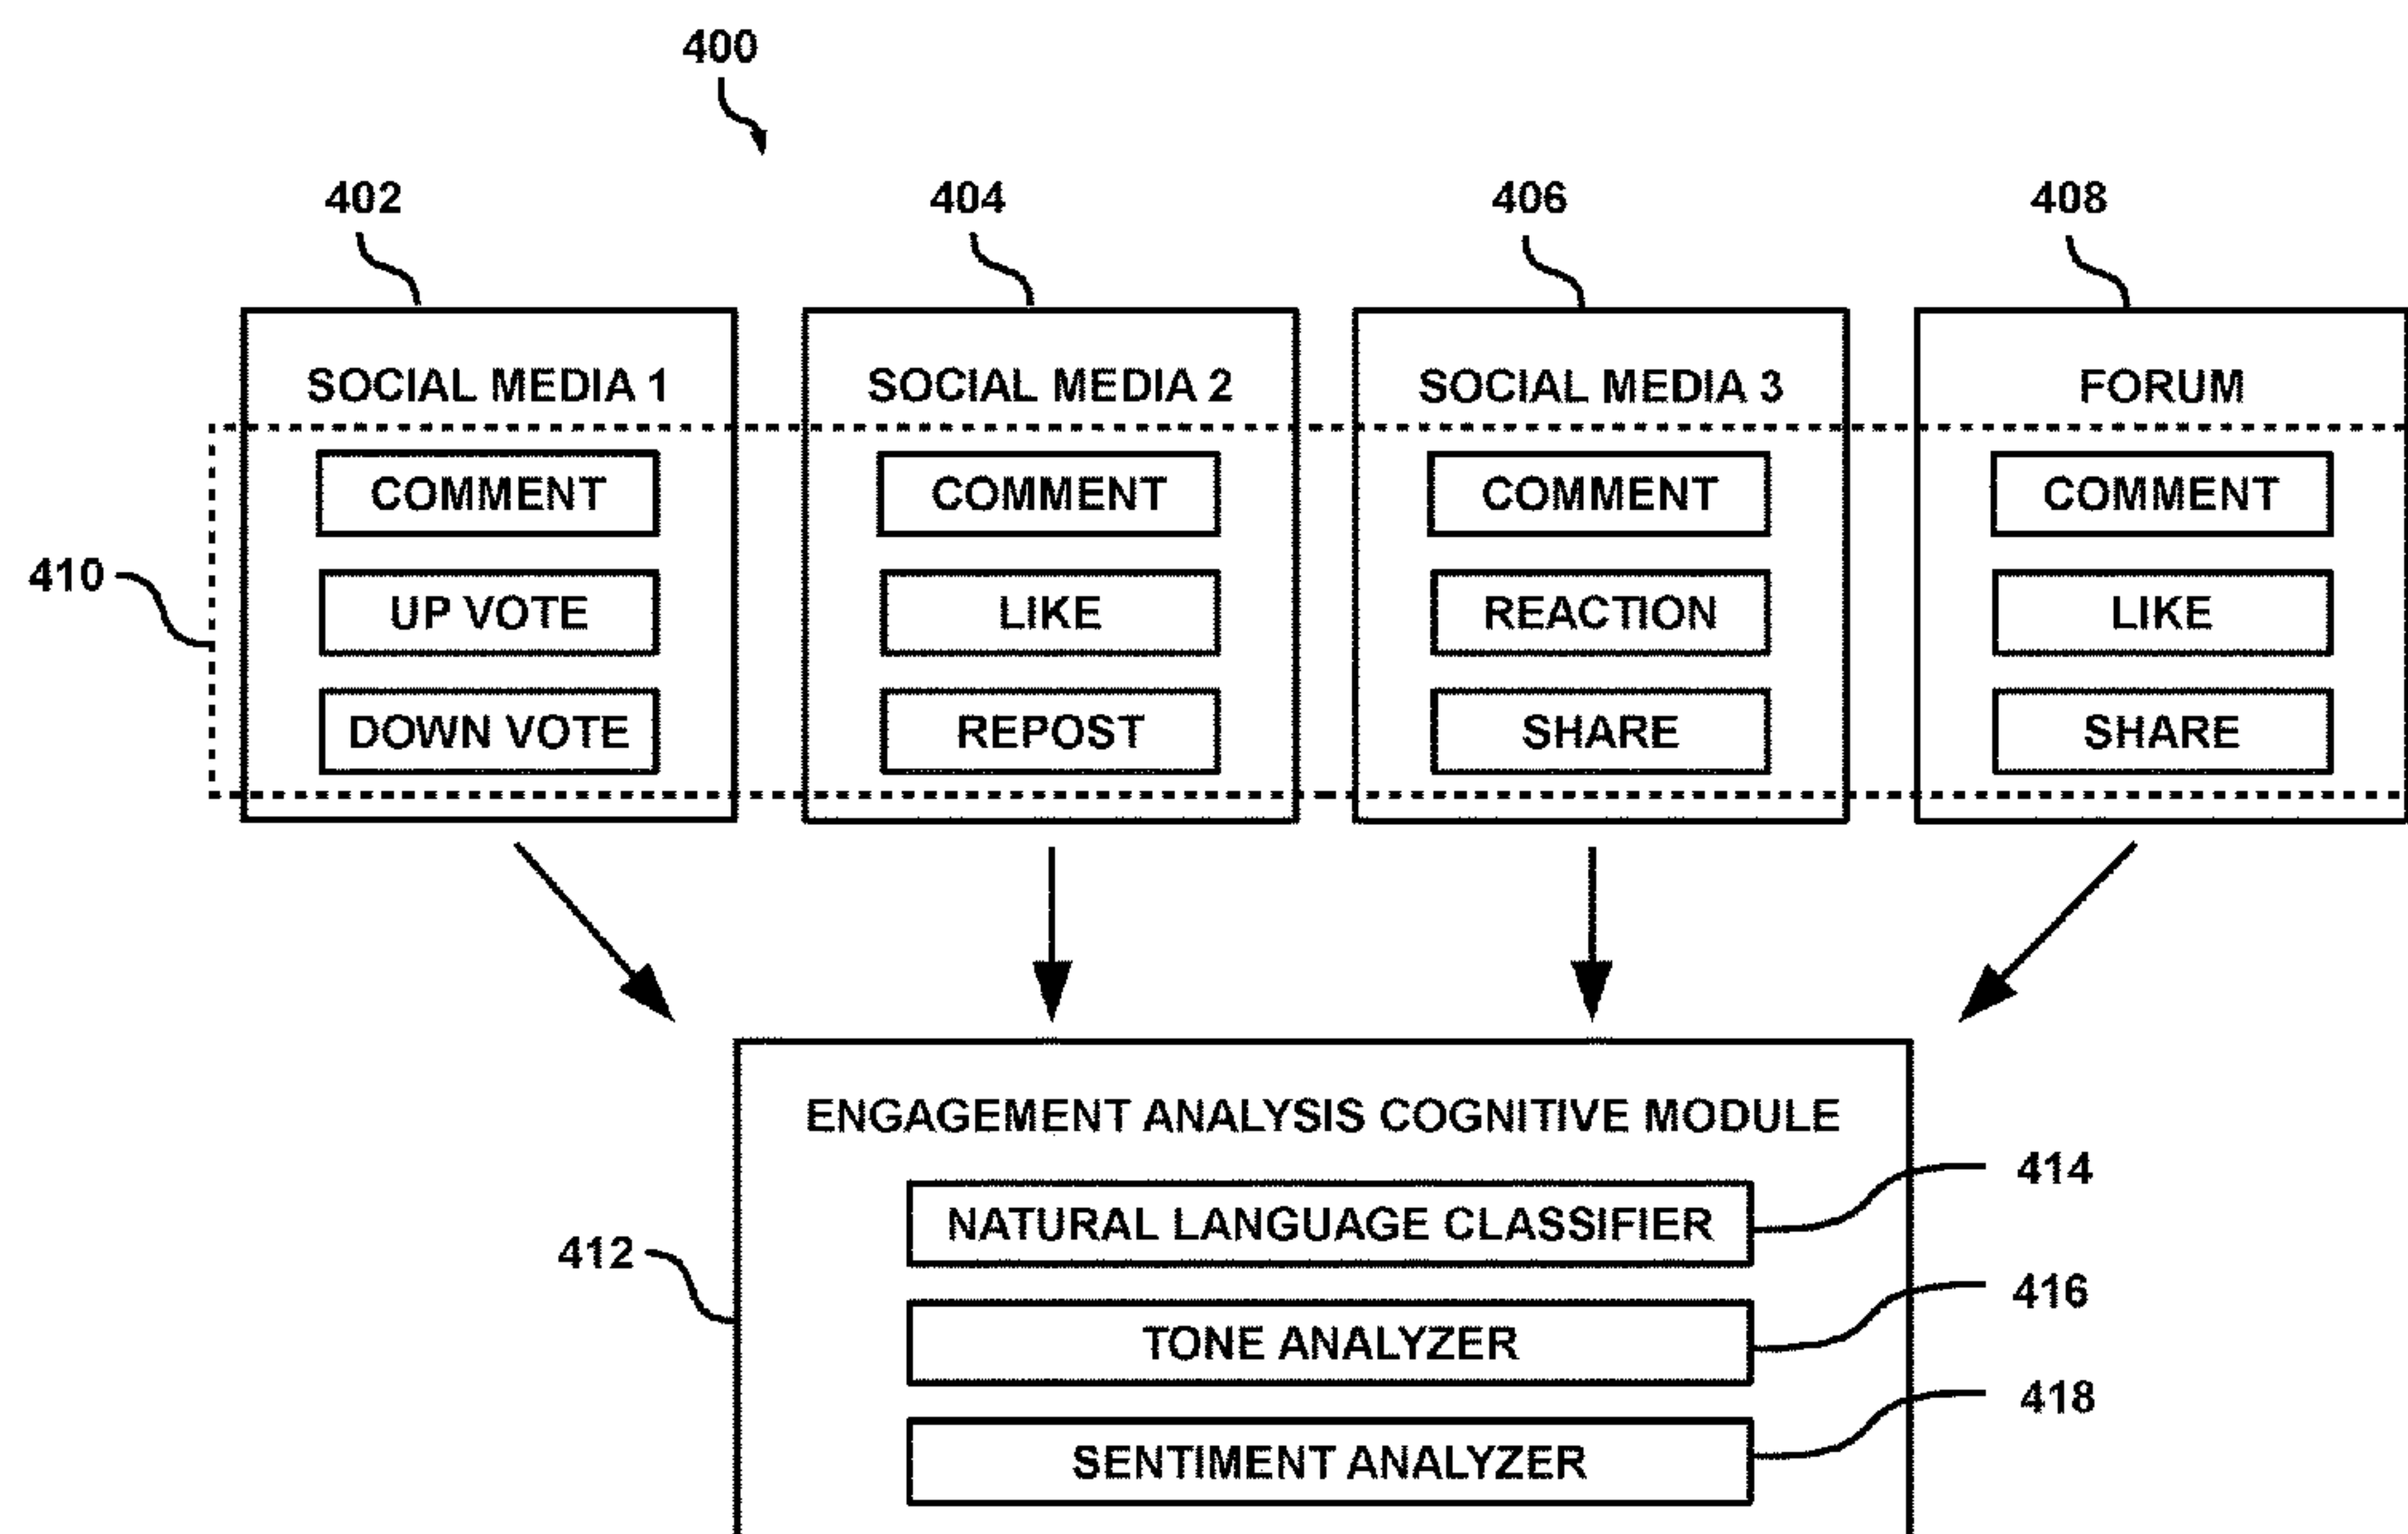 400
402 404 406 408
SOCIAL MEDIA 1 SOCIAL MEDIA 2 SOCIAL MEDIA 3 FORUM
COMMENT COMMENT COMMENT COMMENT
410 UP VOTE LIKE REACTION LIKE
DOWN VOTE REPOST SHARE SHARE
ENGAGEMENT ANALYSIS COGNITIVE MODULE
NATURAL LANGUAGE CLASSIFIER 414
412
TONE ANALYZER 416
SENTIMENT ANALYZER 418